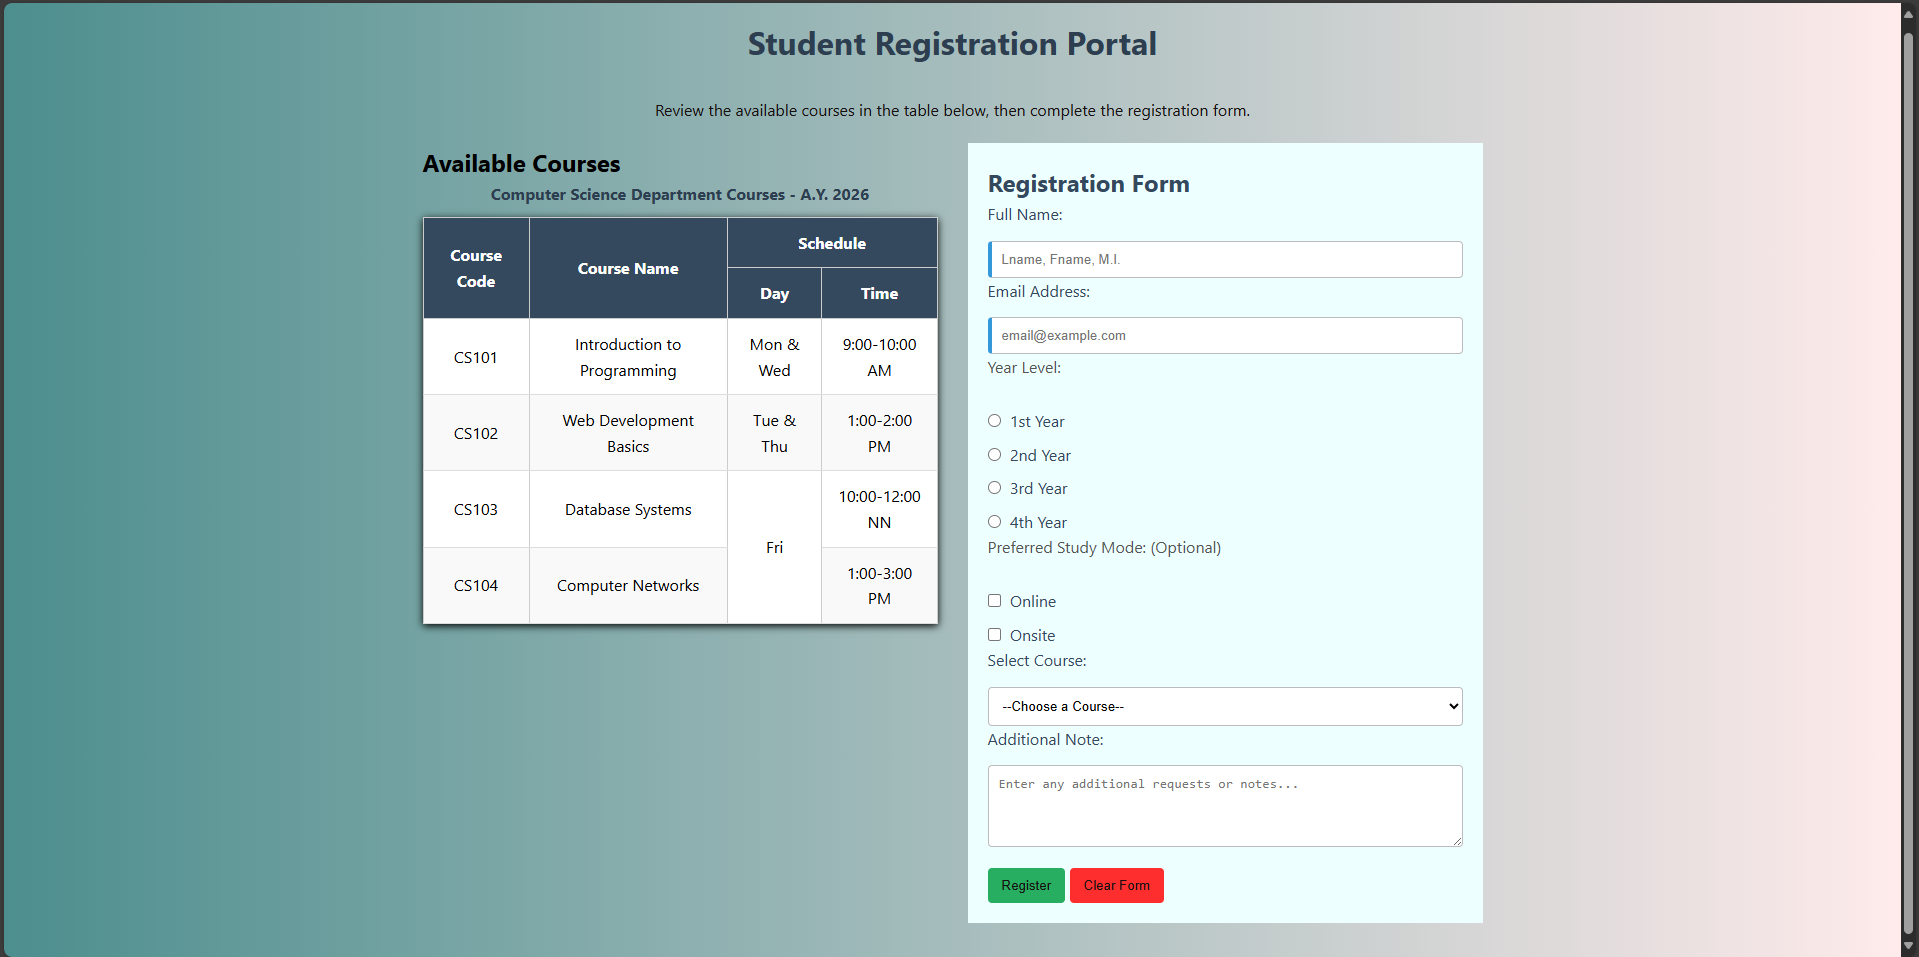 Student Registration Portal
Review the available courses in the table below, then complete the registration form.
Available Courses
Computer Science Department Courses - A.Y. 2026
Course
Code
Course Name
Schedule
Day
Time
CS101
Introduction to
Programming
Mon &
Wed
9:00-10:00
AM
CS102
Web Development
Basics
Tue &
Thu
1:00-2:00
PM
CS103
Database Systems
Fri
10:00-12:00
NN
CS104
Computer Networks
1:00-3:00
PM
Registration Form
Full Name:
Lname, Fname, M.I.
Email Address:
email@example.com
Year Level:
1st Year
2nd Year
3rd Year
4th Year
Preferred Study Mode: (Optional)
Online
Onsite
Select Course:
--Choose a Course--
Additional Note:
Enter any additional requests or notes...
Register
Clear Form